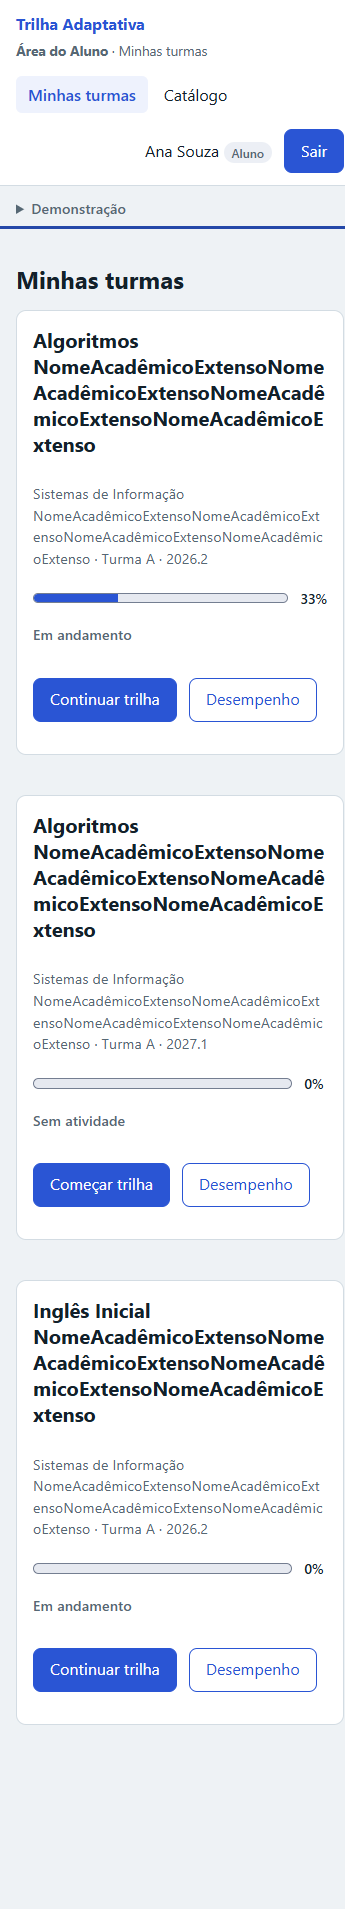 Trilha Adaptativa
Área do Aluno · Minhas turmas
Minhas turmas
Catálogo
Ana Souza
Aluno
Sair
Demonstração
Minhas turmas
Algoritmos
NomeAcadêmicoExtensoNome
AcadêmicoExtensoNomeAcadê
micoExtensoNomeAcadêmicoE
xtenso
Sistemas de Informação
NomeAcadêmicoExtensoNomeAcadêmicoExt
ensoNomeAcadêmicoExtensoNomeAcadêmic
oExtenso · Turma A · 2026.2
33%
Em andamento
Continuar trilha
Desempenho
Algoritmos
NomeAcadêmicoExtensoNome
AcadêmicoExtensoNomeAcadê
micoExtensoNomeAcadêmicoE
xtenso
Sistemas de Informação
NomeAcadêmicoExtensoNomeAcadêmicoExt
ensoNomeAcadêmicoExtensoNomeAcadêmic
oExtenso · Turma A · 2027.1
0%
Sem atividade
Começar trilha
Desempenho
Inglês Inicial
NomeAcadêmicoExtensoNome
AcadêmicoExtensoNomeAcadê
micoExtensoNomeAcadêmicoE
xtenso
Sistemas de Informação
NomeAcadêmicoExtensoNomeAcadêmicoExt
ensoNomeAcadêmicoExtensoNomeAcadêmic
oExtenso · Turma A · 2026.2
0%
Em andamento
Continuar trilha
Desempenho